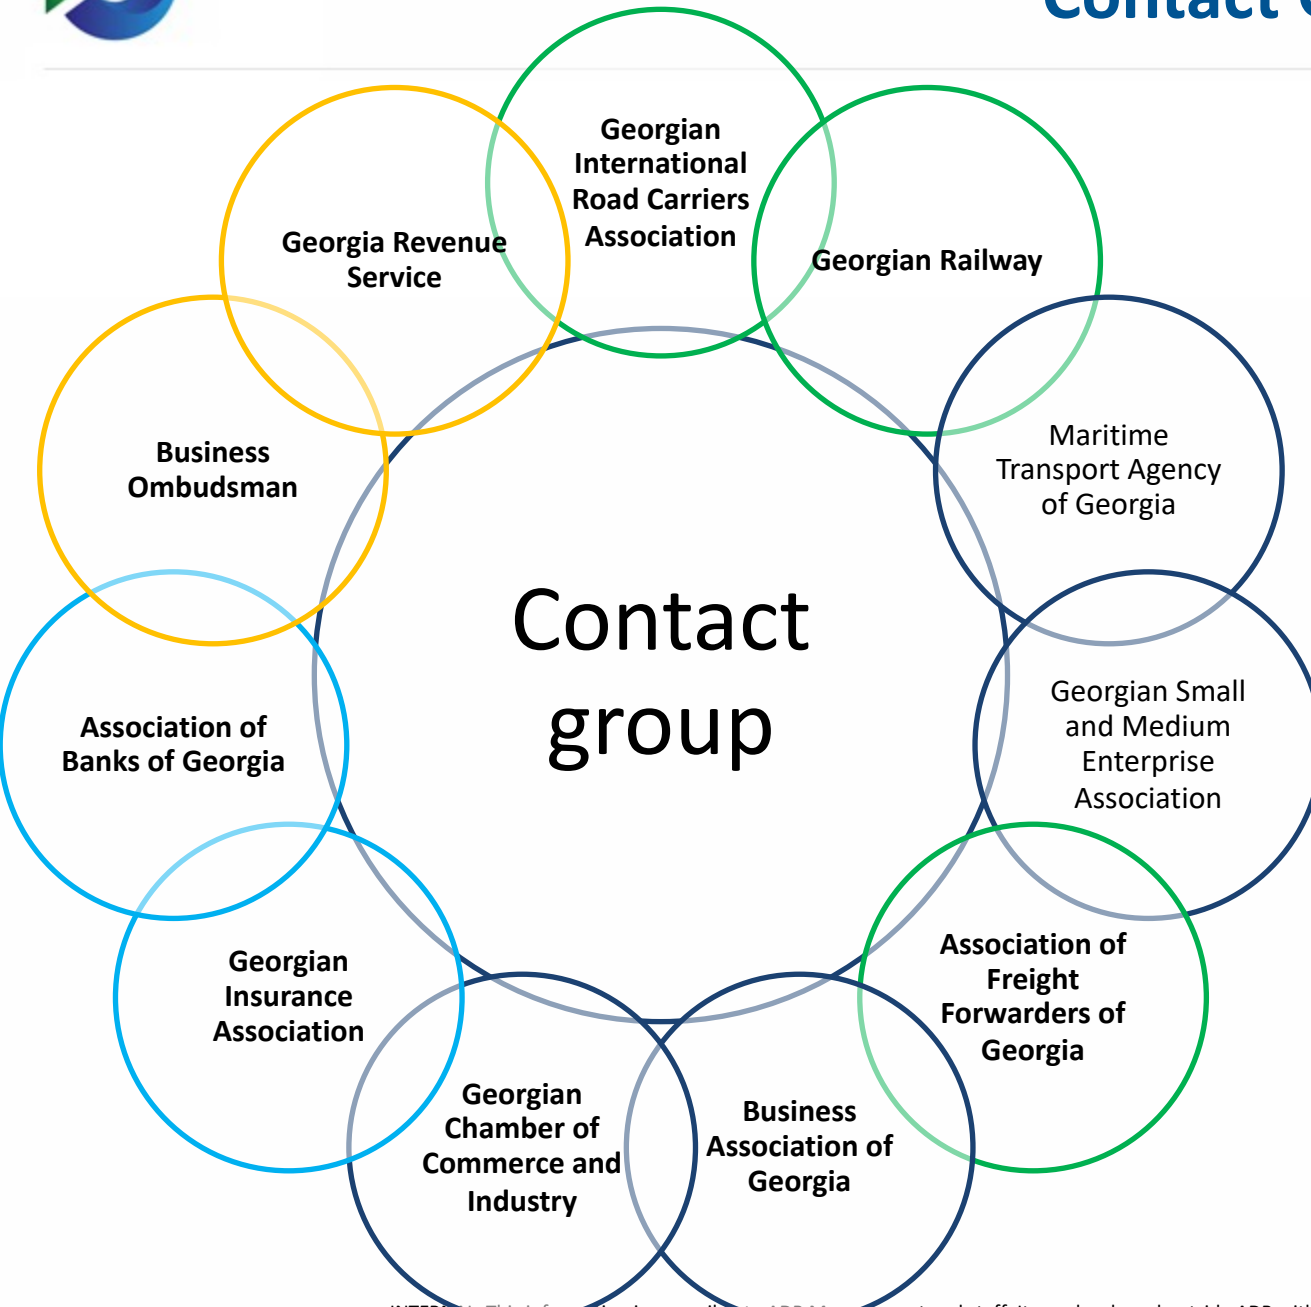 Contact
Georgian
International
Road Carriers
Association
Georgian Railway
Georgia Revenue
Service
Maritime
Transport Agency
of Georgia
Business
Ombudsman
Contact
group
Georgian Small
and Medium
Enterprise
Association
Association of
Banks of Georgia
Association of
Freight
Forwarders of
Georgia
Georgian
Insurance
Association
Georgian
Chamber of
Commerce and
Industry
Business
Association of
Georgia